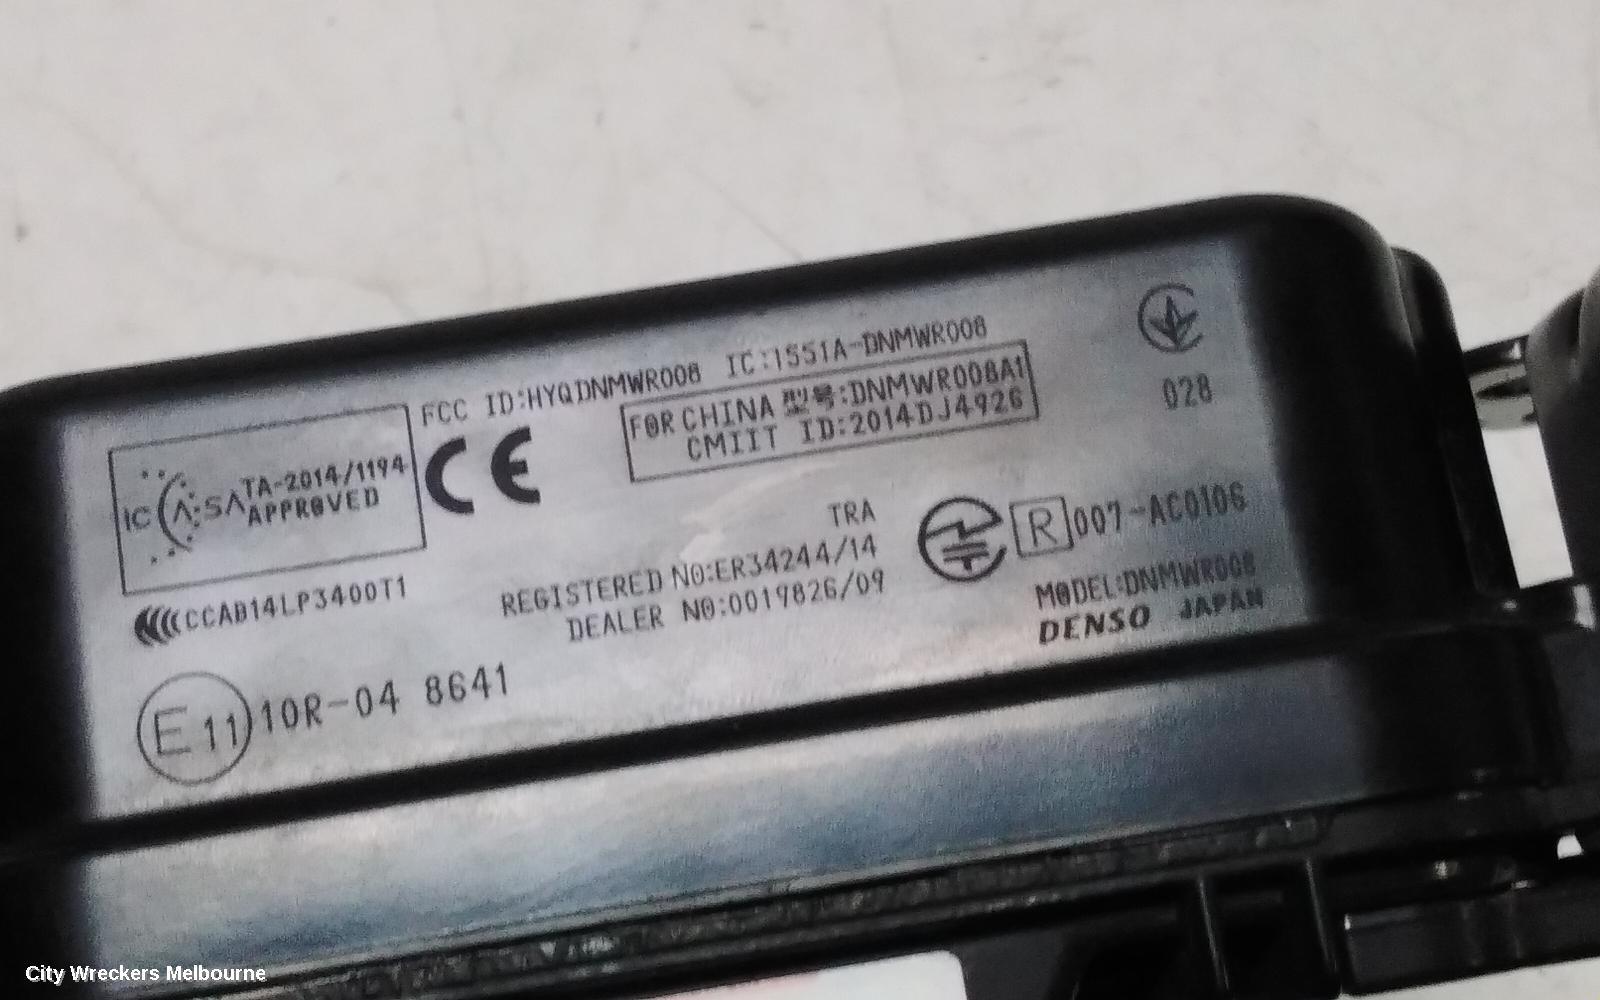 FCC ID:HYQDNMWR008 IC:1551A-DNMWR008
FOR CHINA 型号:DNMWR008A1
CMIIT ID:2014DJ4926
028
ICASA TA-2014/1194
APPROVED
CE
TRA
REGISTERED No:ER34244/14
DEALER No:0019826/09
R 007-AC0106
CCAB14LP3400T1
MODEL:DNMWR008
DENSO JAPAN
E11 10R-04 8641
City Wreckers Melbourne